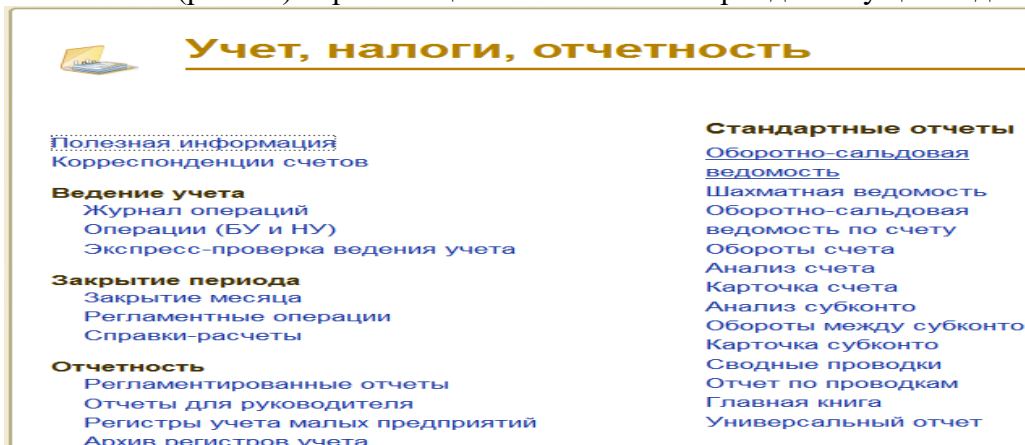 Учет, налоги, отчетность
Полезная информация
Корреспонденции счетов
Ведение учета
Журнал операций
Операции (БУ и НУ)
Экспресс-проверка ведения учета
Закрытие периода
Закрытие месяца
Регламентные операции
Справки-расчеты
Отчетность
Регламентированные отчеты
Отчеты для руководителя
Регистры учета малых предприятий
Архив регистров учета
Стандартные отчеты
Оборотно-сальдовая
ведомость
Шахматная ведомость
Оборотно-сальдовая
ведомость по счету
Обороты счета
Анализ счета
Карточка счета
Анализ субконто
Обороты между субконто
Карточка субконто
Сводные проводки
Отчет по проводкам
Главная книга
Универсальный отчет